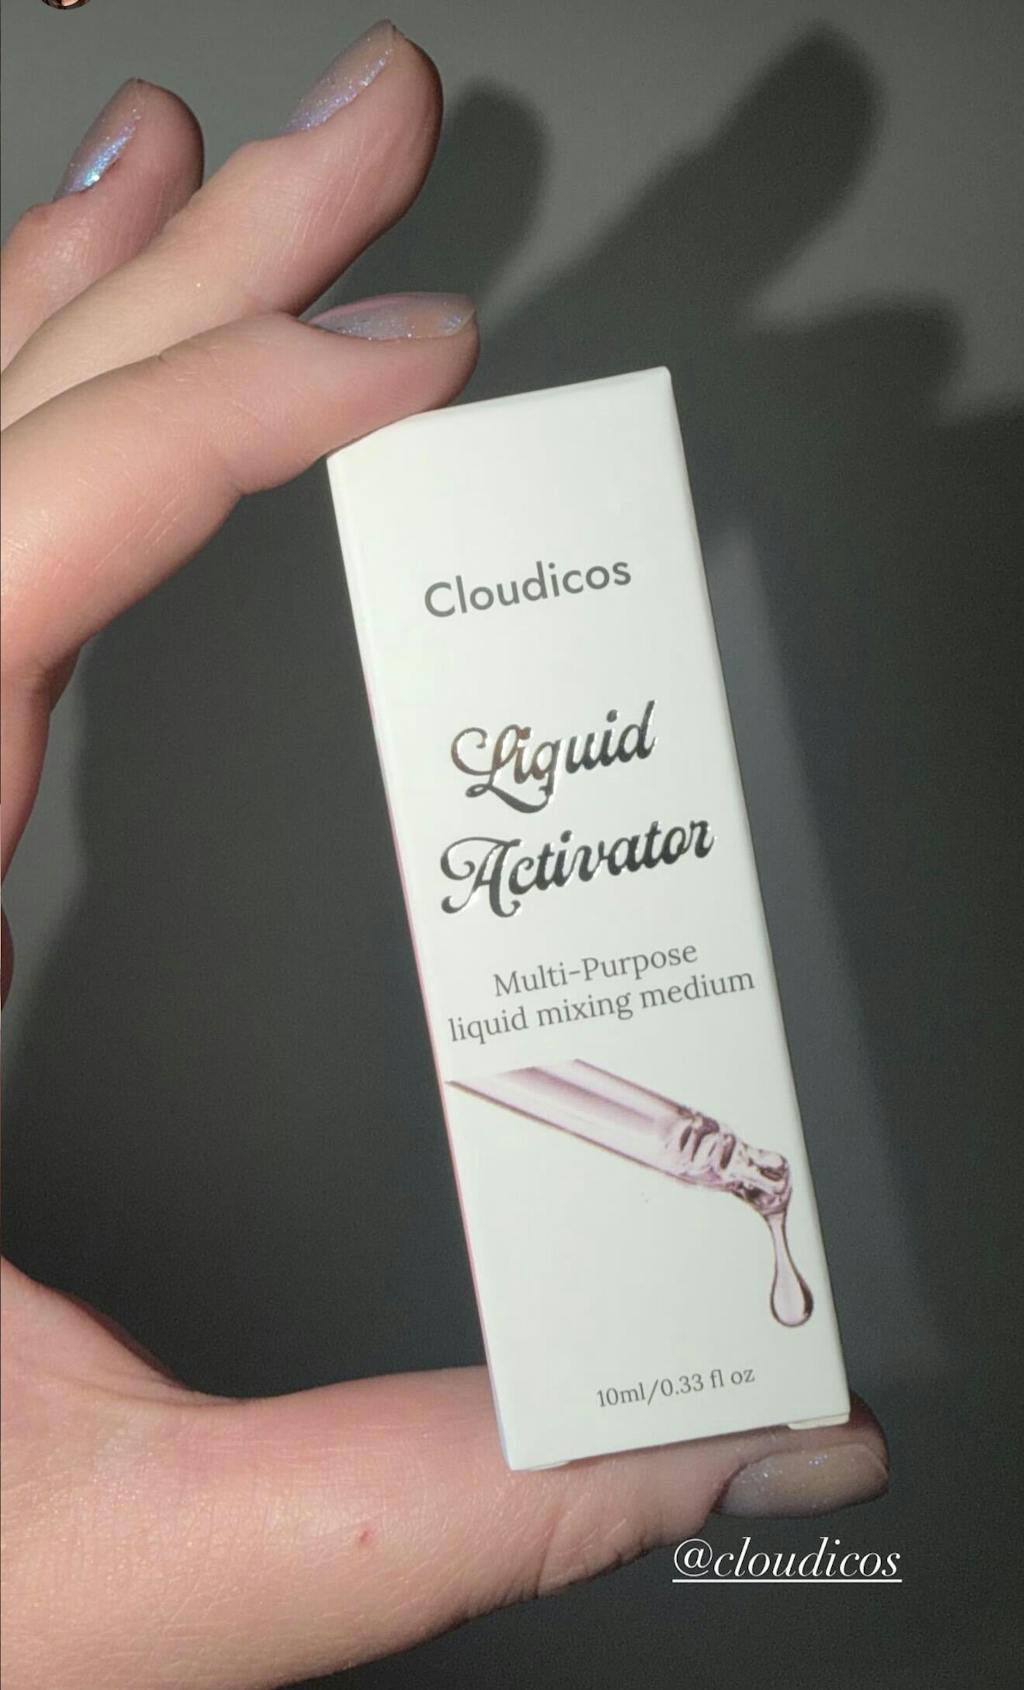 Cloudicos
Liquid
Activator
Multi-Purpose
liquid mixing medium
10ml/0.33 fl oz
@cloudicos